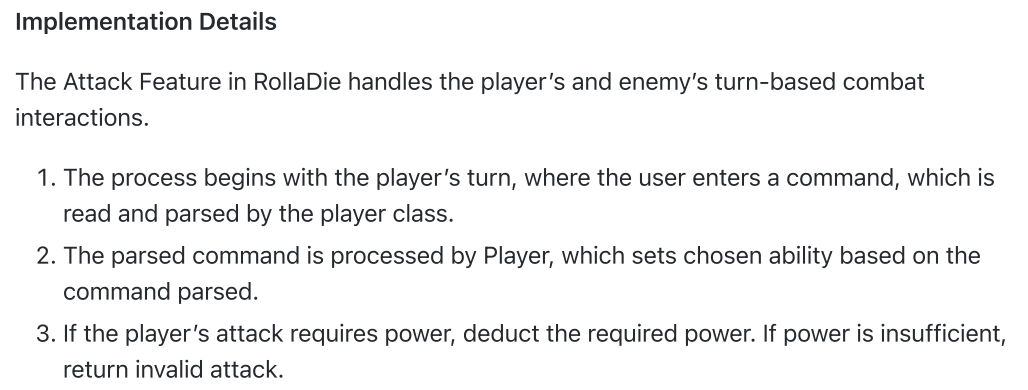 Implementation Details
The Attack Feature in RollaDie handles the player’s and enemy’s turn-based combat
interactions.
1. The process begins with the player’s turn, where the user enters a command, which is
read and parsed by the player class.
2. The parsed command is processed by Player, which sets chosen ability based on the
command parsed.
3. If the player’s attack requires power, deduct the required power. If power is insufficient,
return invalid attack.